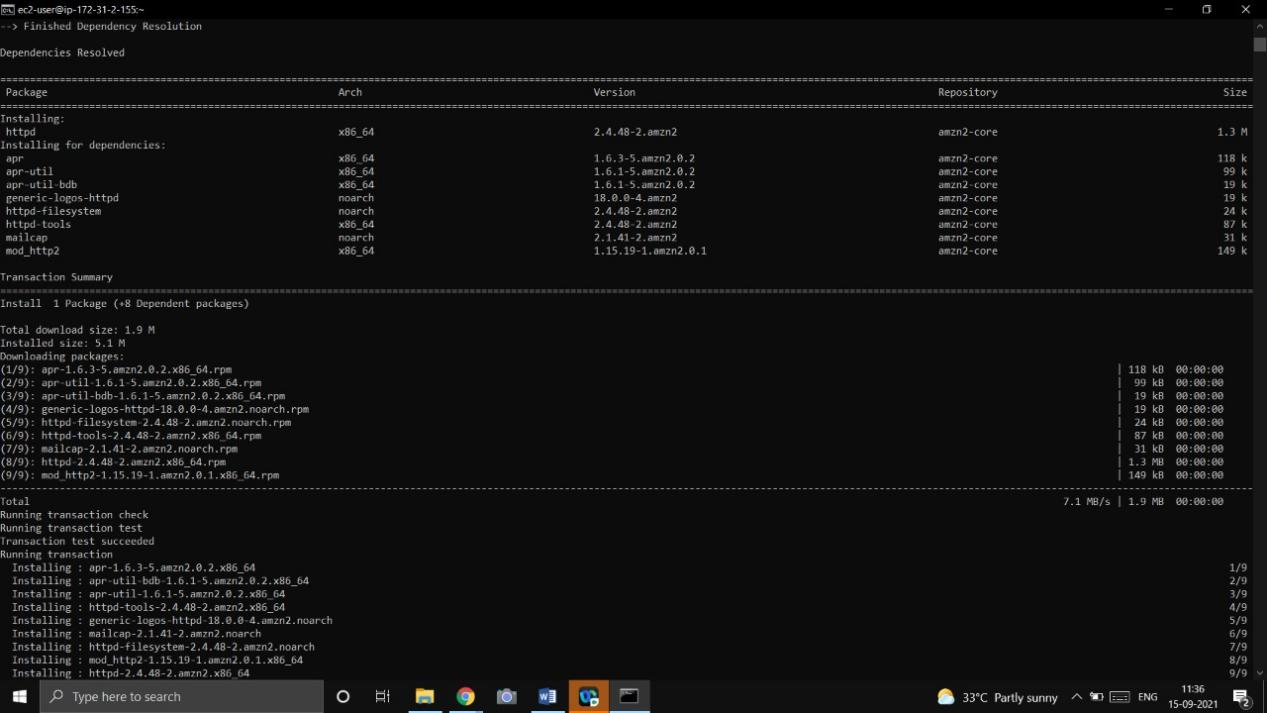 ec2-user@ip-172-31-2-155:~
--> Finished Dependency Resolution
Dependencies Resolved
================================================================================
Package Arch Version Repository Size
================================================================================
Installing:
httpd x86_64 2.4.48-2.amzn2 amzn2-core 1.3 M
Installing for dependencies:
apr x86_64 1.6.3-5.amzn2.0.2 amzn2-core 118 k
apr-util x86_64 1.6.1-5.amzn2.0.2 amzn2-core 99 k
apr-util-bdb x86_64 1.6.1-5.amzn2.0.2 amzn2-core 19 k
generic-logos-httpd noarch 18.0.0-4.amzn2 amzn2-core 19 k
httpd-filesystem noarch 2.4.48-2.amzn2 amzn2-core 24 k
httpd-tools x86_64 2.4.48-2.amzn2 amzn2-core 87 k
mailcap noarch 2.1.41-2.amzn2 amzn2-core 31 k
mod_http2 x86_64 1.15.19-1.amzn2.0.1 amzn2-core 149 k
Transaction Summary
================================================================================
Install 1 Package (+8 Dependent packages)
Total download size: 1.9 M
Installed size: 5.1 M
Downloading packages:
(1/9): apr-1.6.3-5.amzn2.0.2.x86_64.rpm | 118 kB 00:00:00
(2/9): apr-util-1.6.1-5.amzn2.0.2.x86_64.rpm | 99 kB 00:00:00
(3/9): apr-util-bdb-1.6.1-5.amzn2.0.2.x86_64.rpm | 19 kB 00:00:00
(4/9): generic-logos-httpd-18.0.0-4.amzn2.noarch.rpm | 19 kB 00:00:00
(5/9): httpd-filesystem-2.4.48-2.amzn2.noarch.rpm | 24 kB 00:00:00
(6/9): httpd-tools-2.4.48-2.amzn2.x86_64.rpm | 87 kB 00:00:00
(7/9): mailcap-2.1.41-2.amzn2.noarch.rpm | 31 kB 00:00:00
(8/9): httpd-2.4.48-2.amzn2.x86_64.rpm | 1.3 MB 00:00:00
(9/9): mod_http2-1.15.19-1.amzn2.0.1.x86_64.rpm | 149 kB 00:00:00
--------------------------------------------------------------------------------
Total 7.1 MB/s | 1.9 MB 00:00:00
Running transaction check
Running transaction test
Transaction test succeeded
Running transaction
Installing : apr-1.6.3-5.amzn2.0.2.x86_64 1/9
Installing : apr-util-bdb-1.6.1-5.amzn2.0.2.x86_64 2/9
Installing : apr-util-1.6.1-5.amzn2.0.2.x86_64 3/9
Installing : httpd-tools-2.4.48-2.amzn2.x86_64 4/9
Installing : generic-logos-httpd-18.0.0-4.amzn2.noarch 5/9
Installing : mailcap-2.1.41-2.amzn2.noarch 6/9
Installing : httpd-filesystem-2.4.48-2.amzn2.noarch 7/9
Installing : mod_http2-1.15.19-1.amzn2.0.1.x86_64 8/9
Installing : httpd-2.4.48-2.amzn2.x86_64 9/9
Type here to search 33°C Partly sunny ENG 11:36
15-09-2021 2